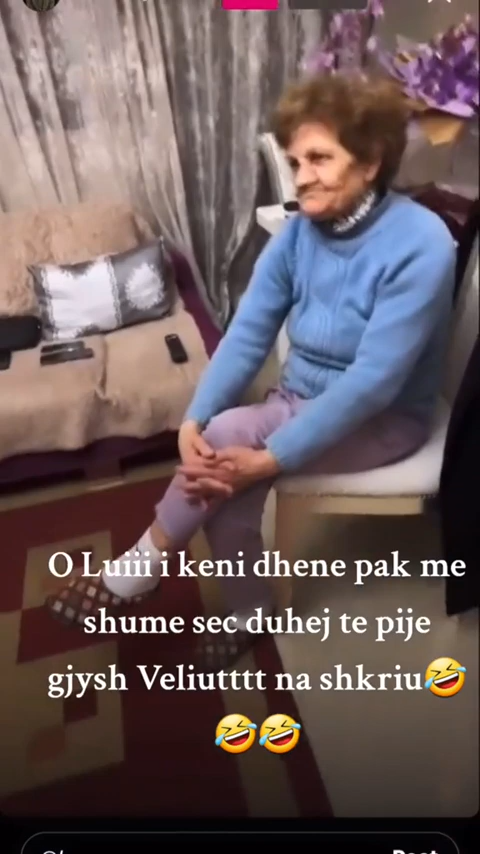 O Luiii i keni dhene pak me
shume sec duhej te pije
gjysh Veliutttt na shkriu🤣
🤣🤣